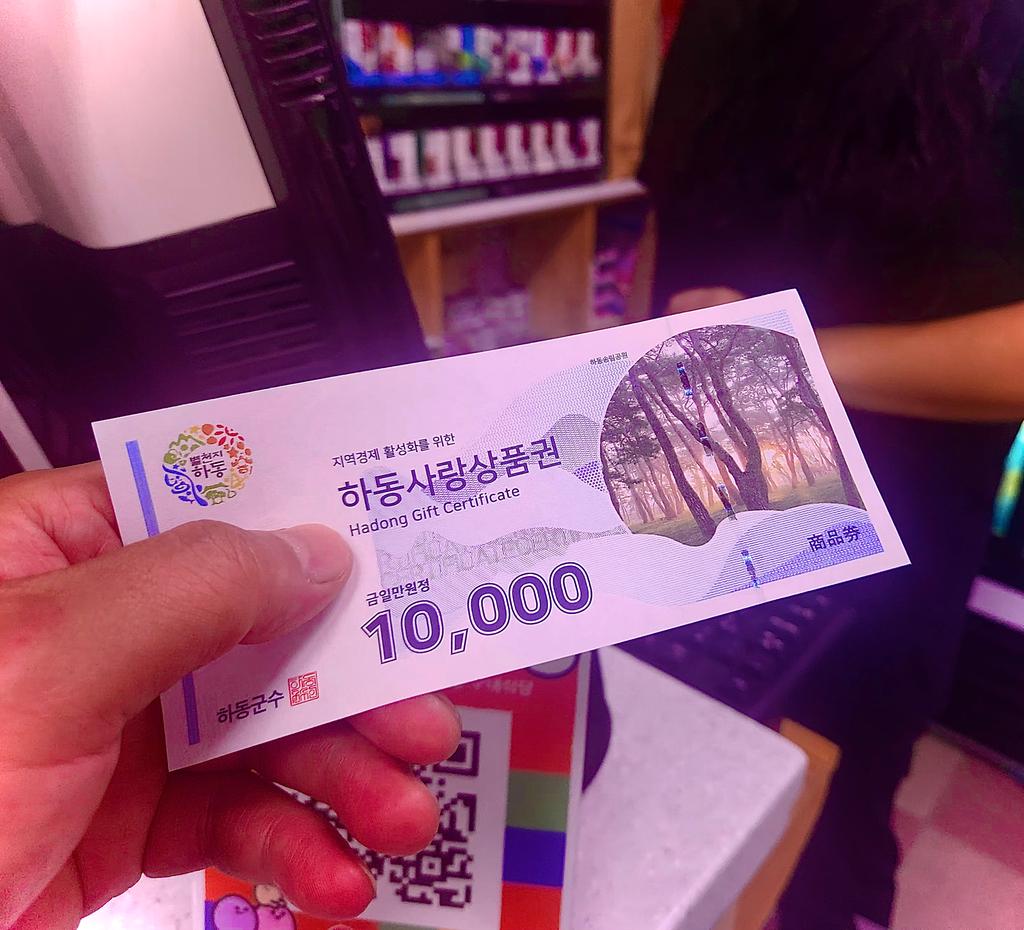 별천지
하동
하동송림공원
지역경제 활성화를 위한
하동사랑상품권
Hadong Gift Certificate
금일만원정
10,000
商品券
하동군수